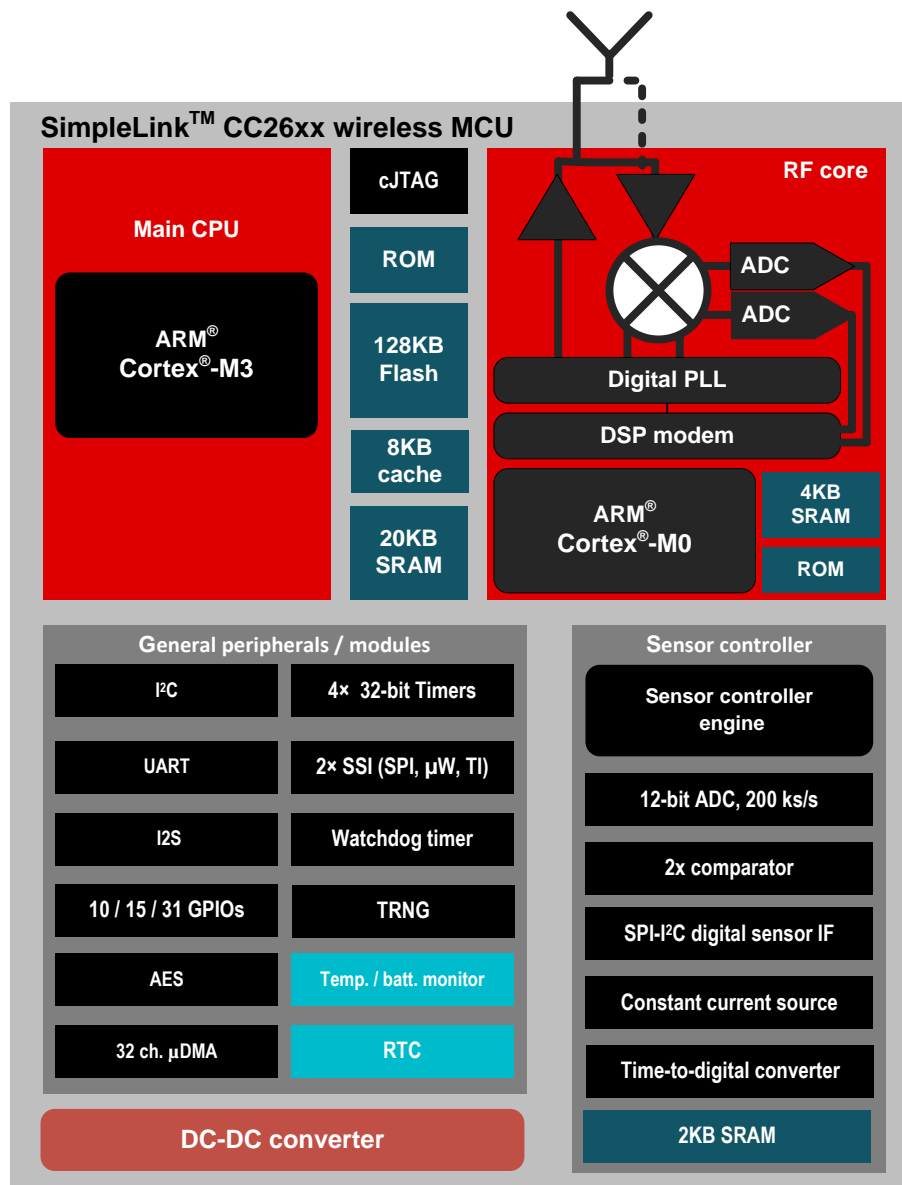 SimpleLink™ CC26xx wireless MCU
Main CPU
ARM®
Cortex®-M3
cJTAG
ROM
128KB
Flash
8KB
cache
20KB
SRAM
RF core
ADC
ADC
Digital PLL
DSP modem
ARM®
Cortex®-M0
4KB
SRAM
ROM
General peripherals / modules
I²C
4× 32-bit Timers
UART
2× SSI (SPI, µW, TI)
I2S
Watchdog timer
10 / 15 / 31 GPIOs
TRNG
AES
Temp. / batt. monitor
32 ch. µDMA
RTC
Sensor controller
Sensor controller
engine
12-bit ADC, 200 ks/s
2x comparator
SPI-I²C digital sensor IF
Constant current source
Time-to-digital converter
2KB SRAM
DC-DC converter